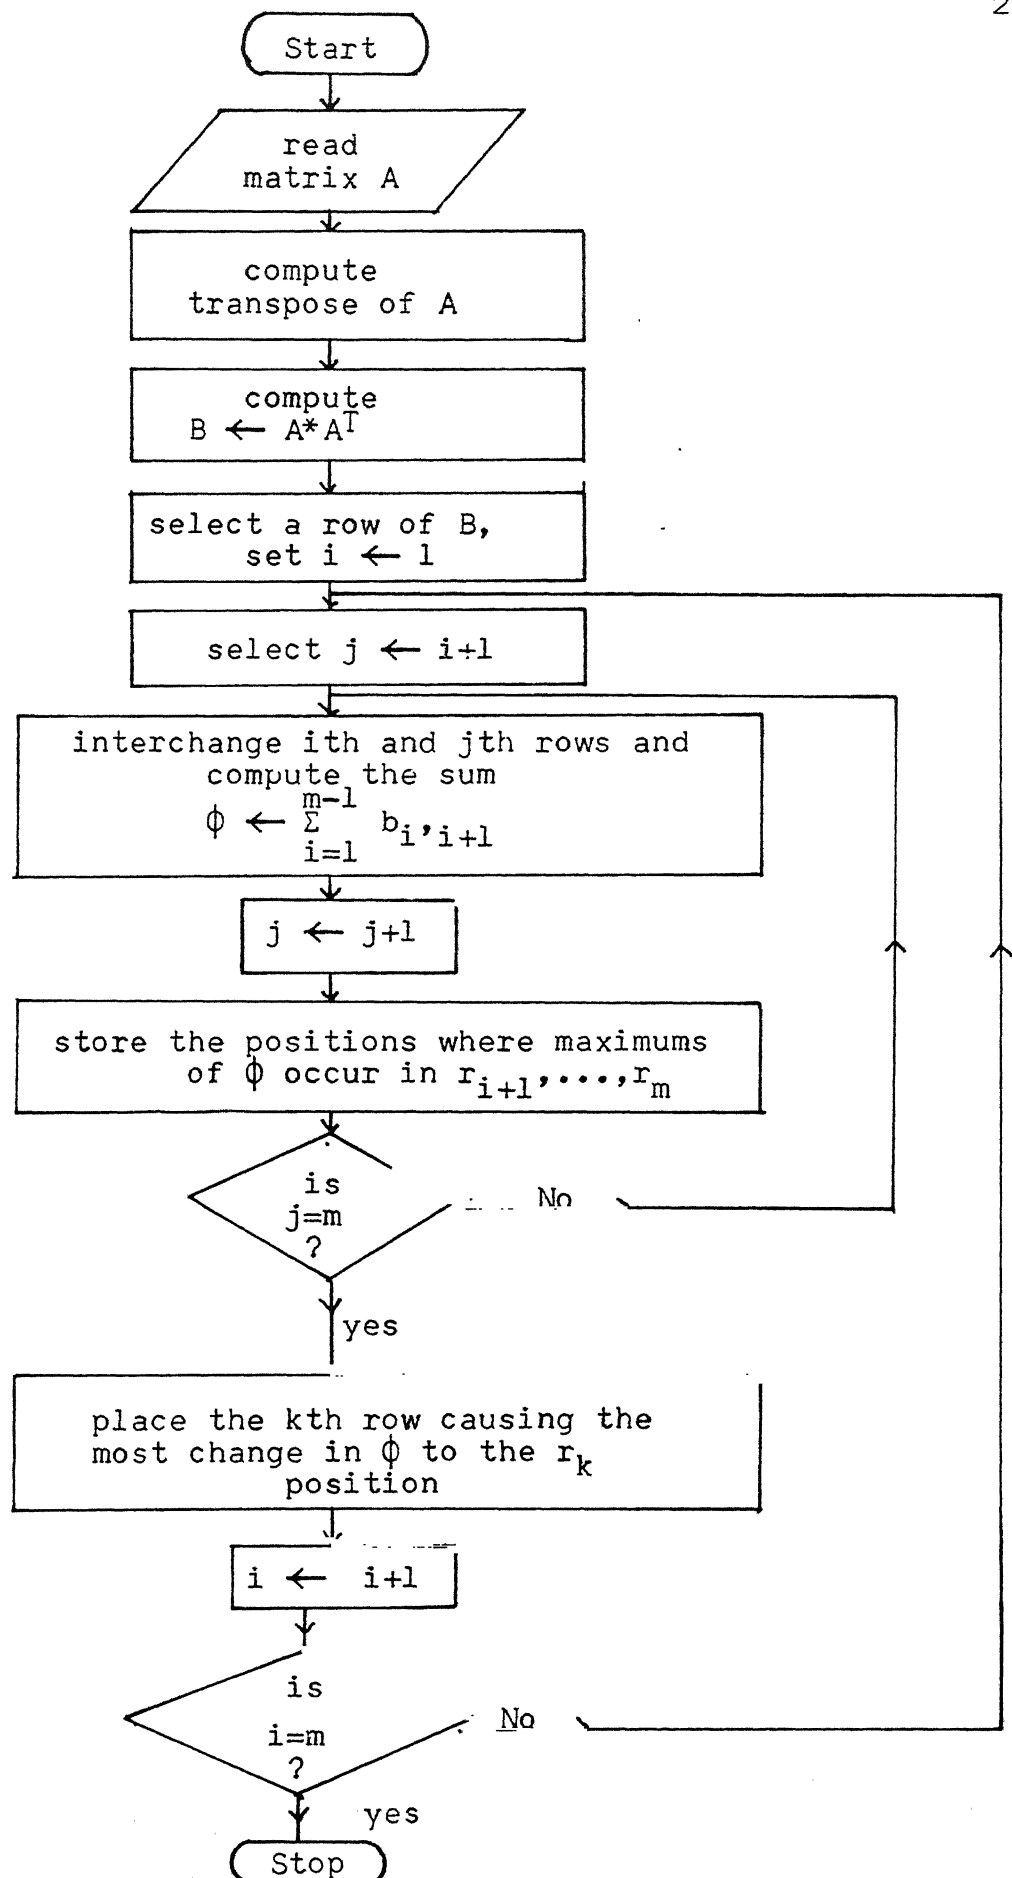 2
Start
read
matrix A
compute
transpose of A
compute
B ← A*Aᵀ
select a row of B,
set i ← 1
select j ← i+1
interchange ith and jth rows and
compute the sum
m-1
ϕ ← Σ b_i,i+1
i=1
j ← j+1
store the positions where maximums
of ϕ occur in r_i+1,....,r_m
is
j=m
?
No
yes
place the kth row causing the
most change in ϕ to the r_k
position
i ← i+1
is
i=m
?
No
yes
Stop